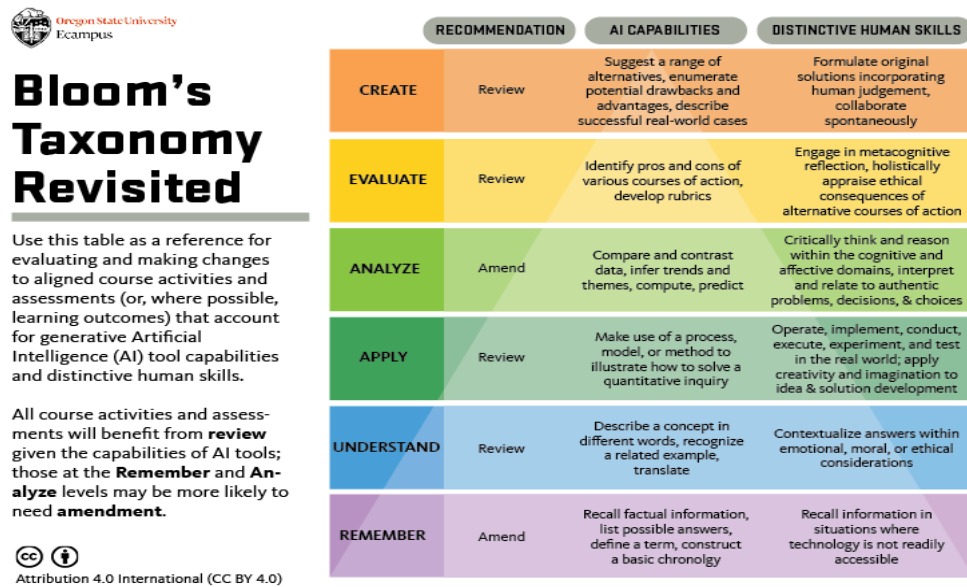 Oregon State University
Ecampus
Bloom's
Taxonomy
Revisited
Use this table as a reference for
evaluating and making changes
to aligned course activities and
assessments (or, where possible,
learning outcomes) that account
for generative Artificial
Intelligence (AI) tool capabilities
and distinctive human skills.
All course activities and assess-
ments will benefit from review
given the capabilities of AI tools;
those at the Remember and An-
alyze levels may be more likely to
need amendment.
cc
Attribution 4.0 International (CC BY 4.0)
RECOMMENDATION
AI CAPABILITIES
DISTINCTIVE HUMAN SKILLS
CREATE
Review
Suggest a range of
alternatives, enumerate
potential drawbacks and
advantages, describe
successful real-world cases
Formulate original
solutions incorporating
human judgement,
collaborate
spontaneously
EVALUATE
Review
Identify pros and cons of
various courses of action,
develop rubrics
Engage in metacognitive
reflection, holistically
appraise ethical
consequences of
alternative courses of action
ANALYZE
Amend
Compare and contrast
data, infer trends and
themes, compute, predict
Critically think and reason
within the cognitive and
affective domains, interpret
and relate to authentic
problems, decisions, & choices
APPLY
Review
Make use of a process,
model, or method to
illustrate how to solve a
quantitative inquiry
Operate, implement, conduct,
execute, experiment, and test
in the real world; apply
creativity and imagination to
idea & solution development
UNDERSTAND
Review
Describe a concept in
different words, recognize
a related example,
translate
Contextualize answers within
emotional, moral, or ethical
considerations
REMEMBER
Amend
Recall factual information,
list possible answers,
define a term, construct
a basic chronolgy
Recall information in
situations where
technology is not readily
accessible